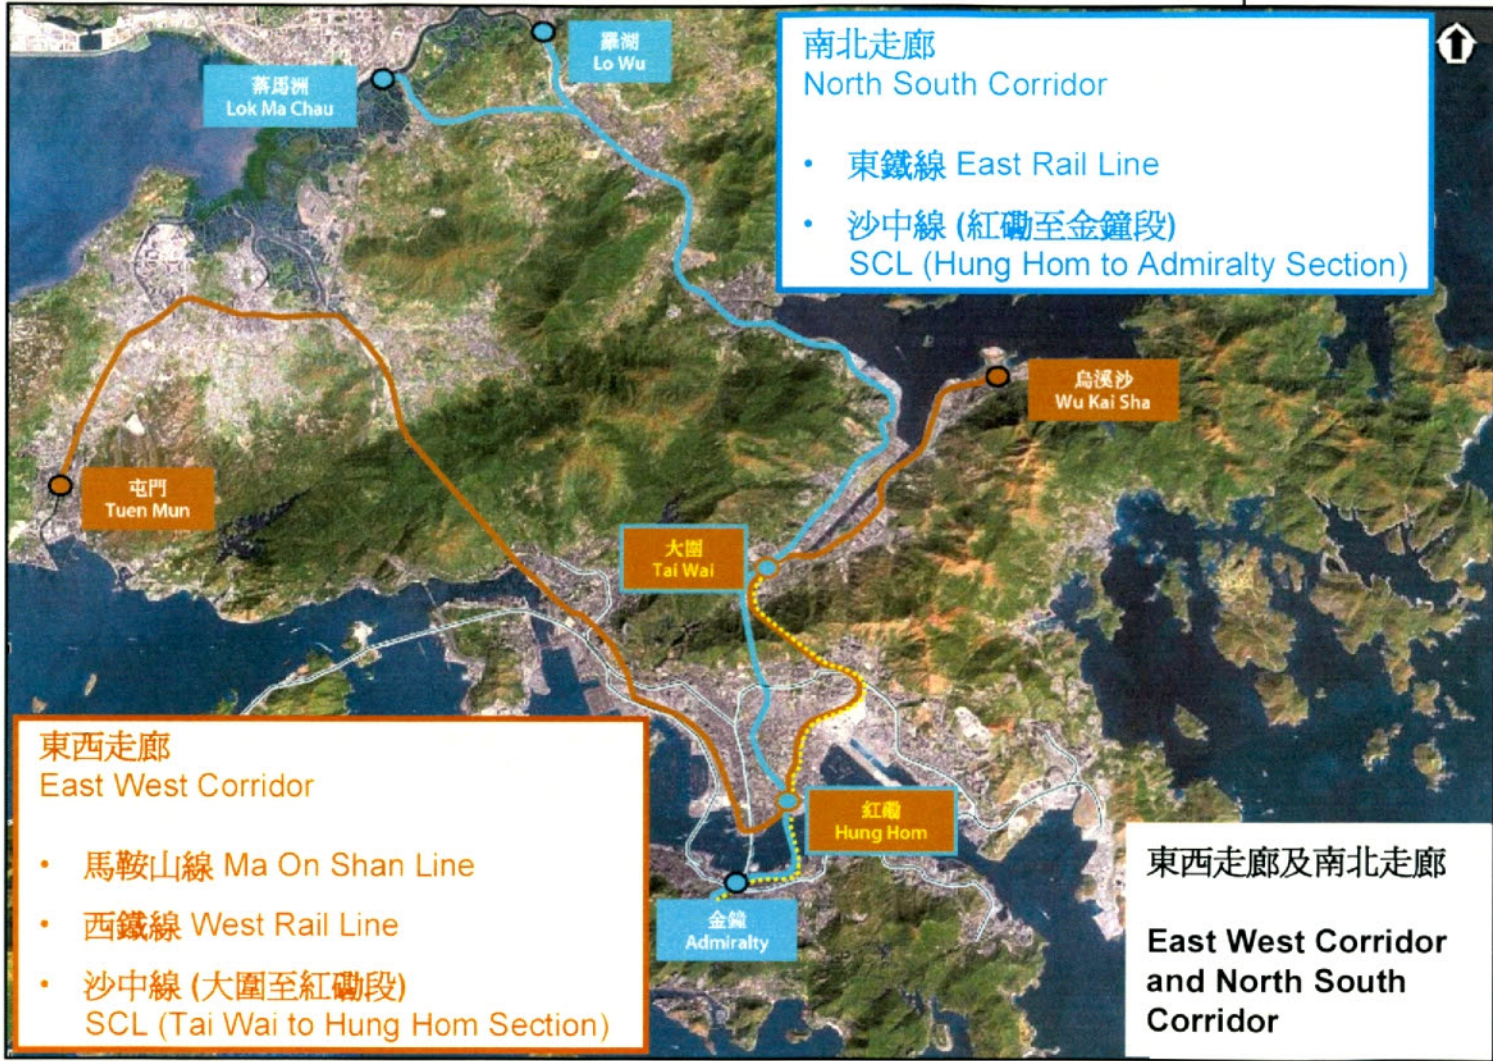 羅湖
Lo Wu
落馬洲
Lok Ma Chau
南北走廊
North South Corridor
• 東鐵線 East Rail Line
• 沙中線 (紅磡至金鐘段)
SCL (Hung Hom to Admiralty Section)
烏溪沙
Wu Kai Sha
屯門
Tuen Mun
大圍
Tai Wai
紅磡
Hung Hom
金鐘
Admiralty
東西走廊
East West Corridor
• 馬鞍山線 Ma On Shan Line
• 西鐵線 West Rail Line
• 沙中線 (大圍至紅磡段)
SCL (Tai Wai to Hung Hom Section)
東西走廊及南北走廊
East West Corridor
and North South
Corridor